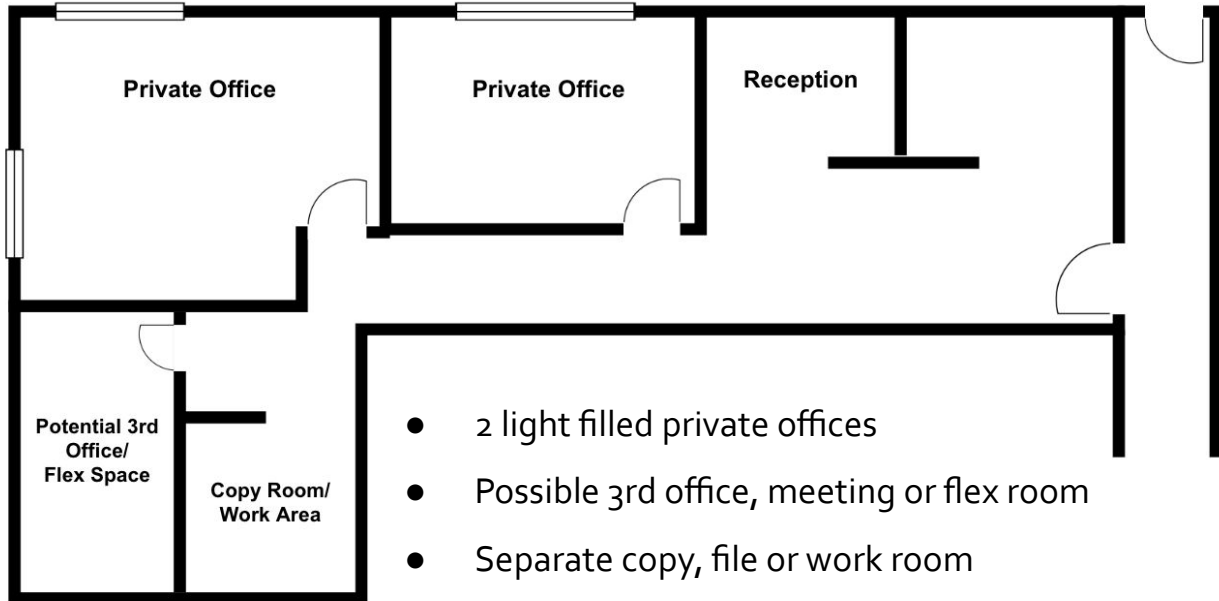 Private Office
Private Office
Reception
Potential 3rd
Office/
Flex Space
Copy Room/
Work Area
● 2 light filled private offices
● Possible 3rd office, meeting or flex room
● Separate copy, file or work room